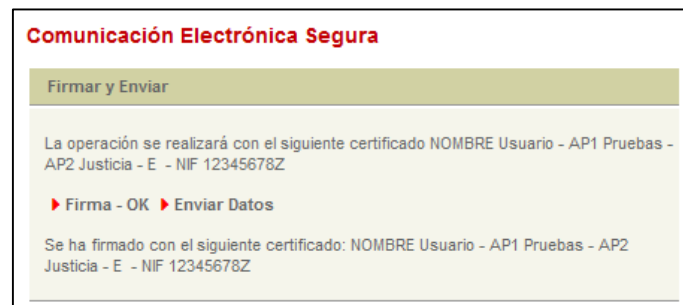 Comunicación Electrónica Segura
Firmar y Enviar
La operación se realizará con el siguiente certificado NOMBRE Usuario - AP1 Pruebas -
AP2 Justicia - E - NIF 12345678Z
Firma - OK Enviar Datos
Se ha firmado con el siguiente certificado: NOMBRE Usuario - AP1 Pruebas - AP2
Justicia - E - NIF 12345678Z